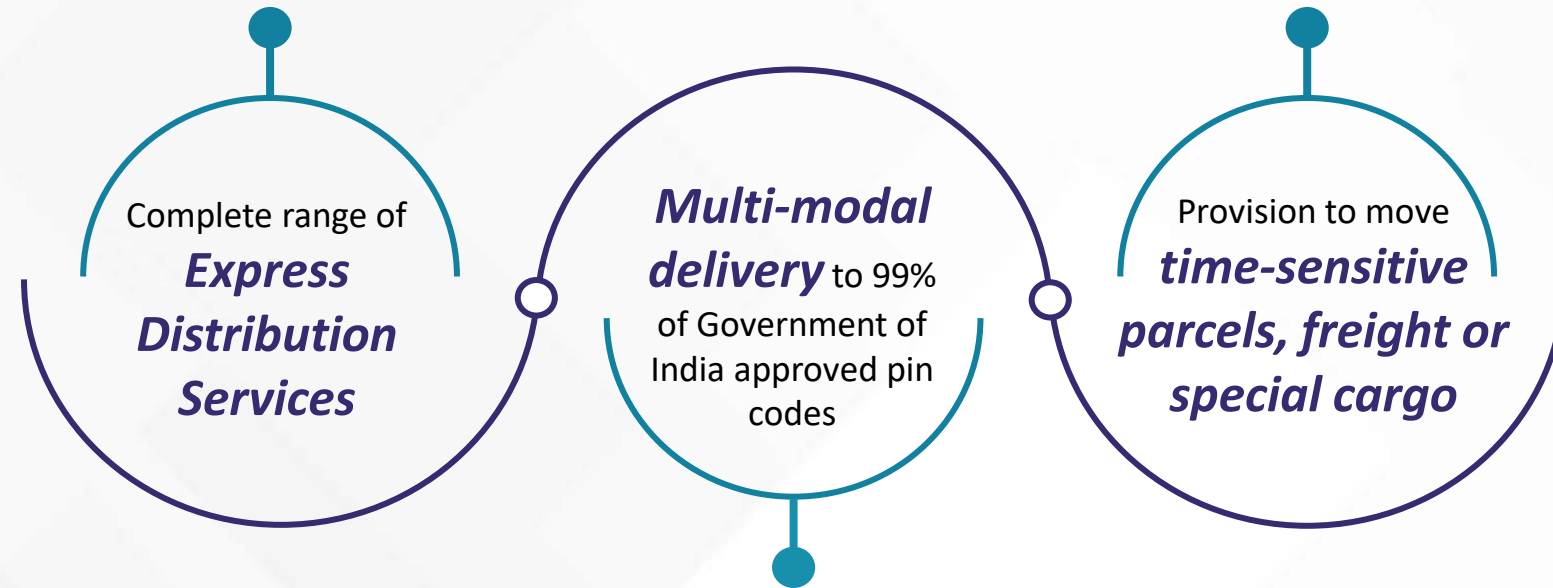 Complete range of
Express
Distribution
Services
Multi-modal
delivery to 99%
of Government of
India approved pin
codes
Provision to move
time-sensitive
parcels, freight or
special cargo